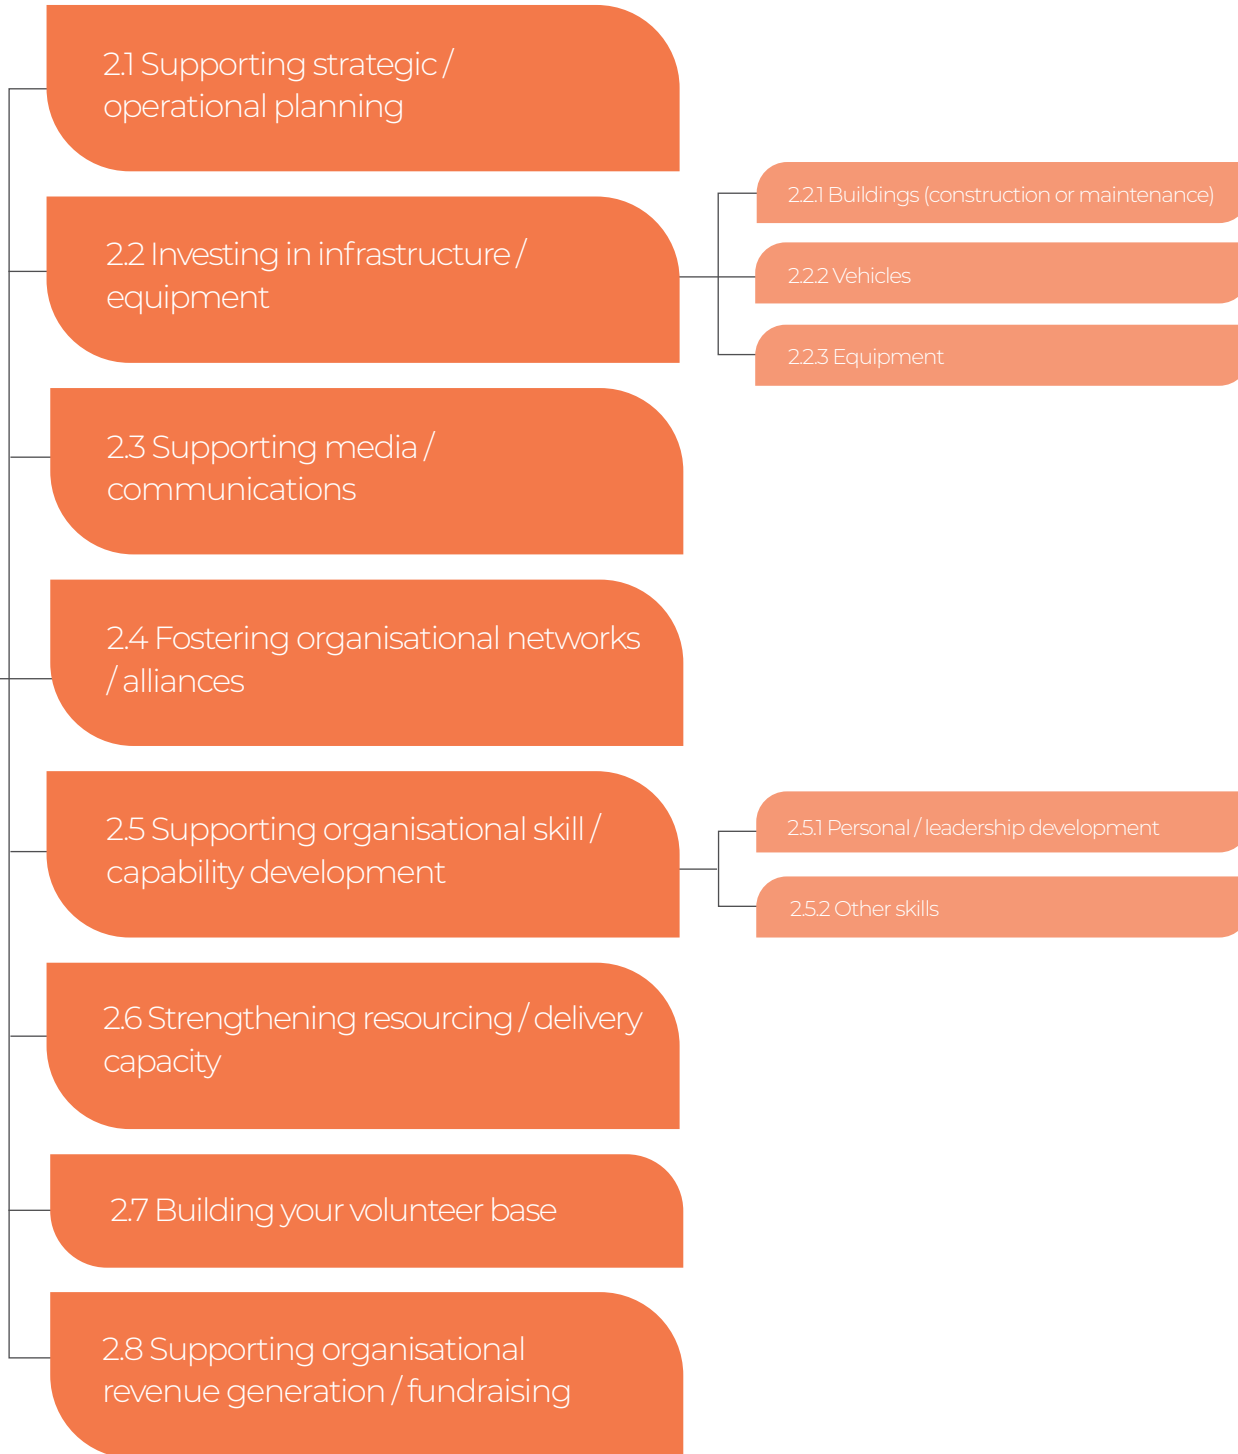 2.1 Supporting strategic /
operational planning
2.2 Investing in infrastructure /
equipment
2.2.1 Buildings (construction or maintenance)
2.2.2 Vehicles
2.2.3 Equipment
2.3 Supporting media /
communications
2.4 Fostering organisational networks
/ alliances
2.5 Supporting organisational skill /
capability development
2.5.1 Personal / leadership development
2.5.2 Other skills
2.6 Strengthening resourcing / delivery
capacity
2.7 Building your volunteer base
2.8 Supporting organisational
revenue generation / fundraising